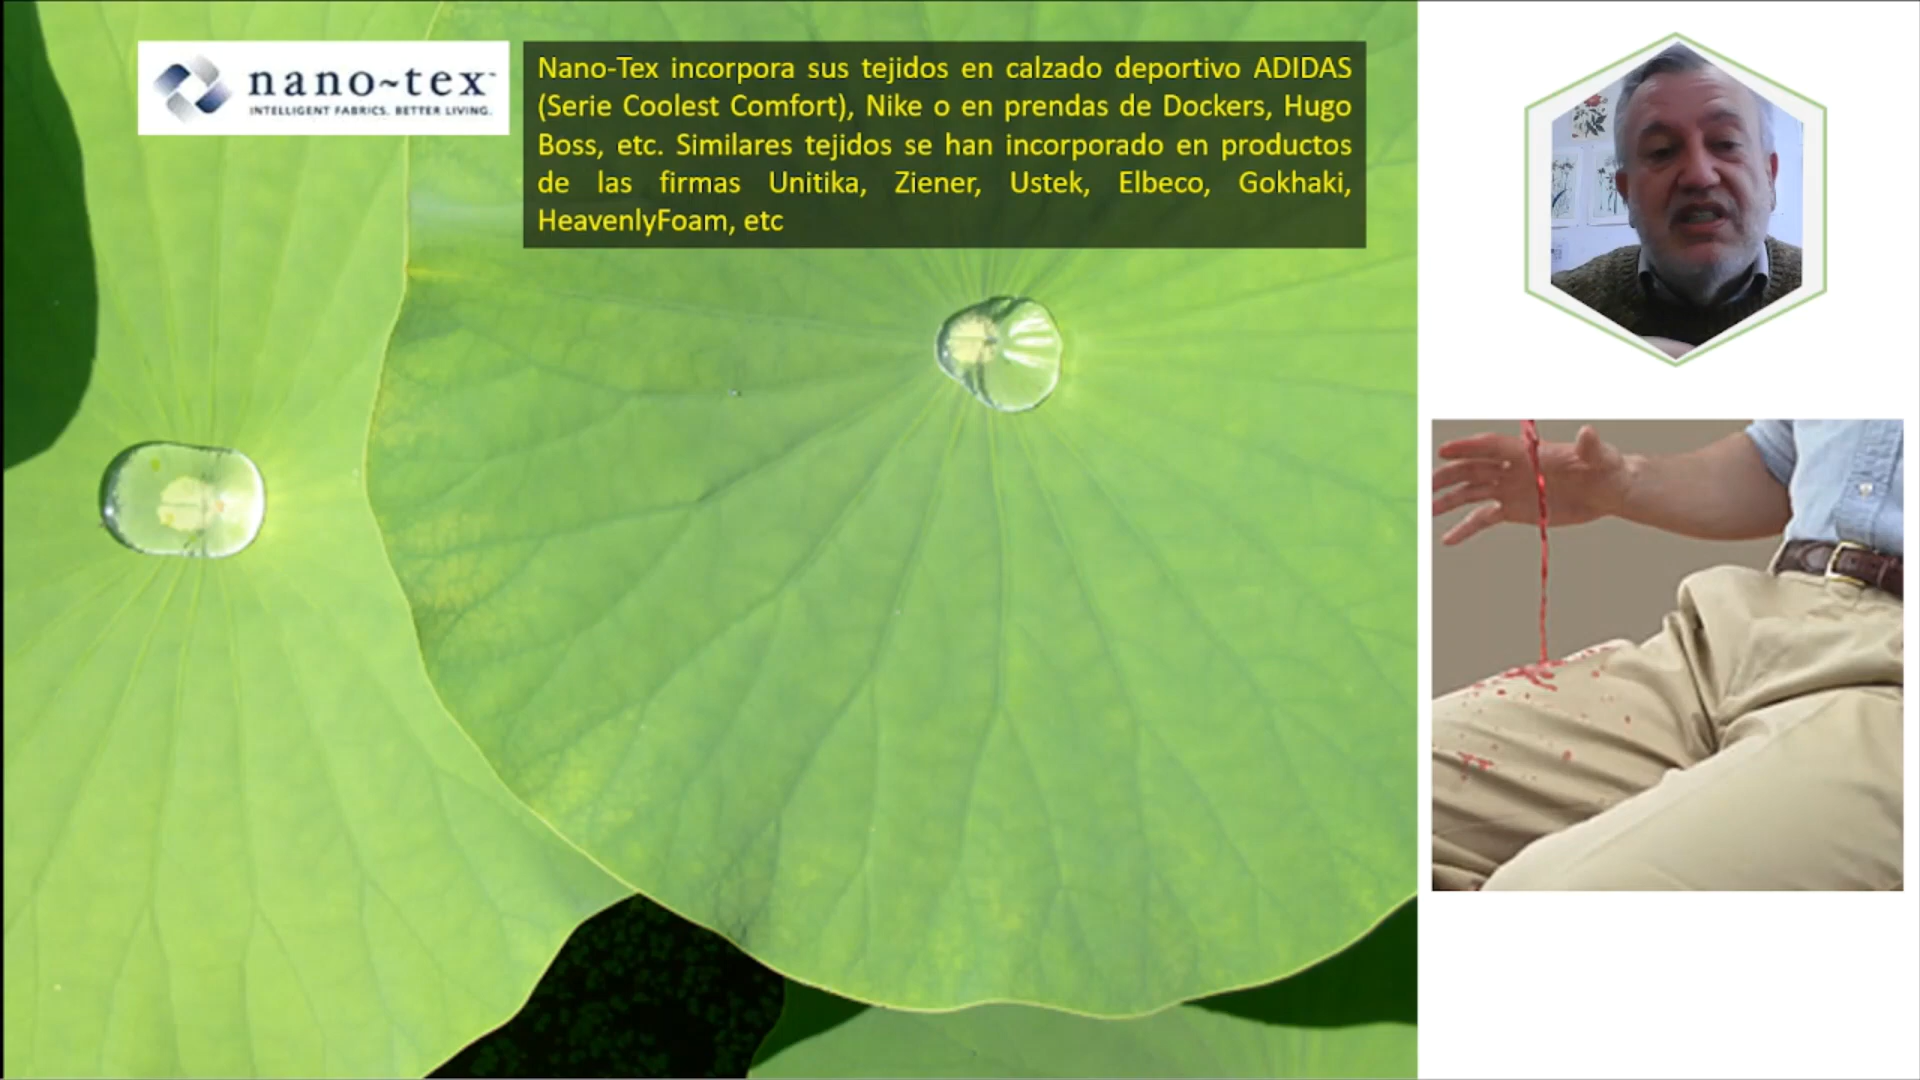 nano~tex™
INTELLIGENT FABRICS. BETTER LIVING.
Nano-Tex incorpora sus tejidos en calzado deportivo ADIDAS
(Serie Coolest Comfort), Nike o en prendas de Dockers, Hugo
Boss, etc. Similares tejidos se han incorporado en productos
de las firmas Unitika, Ziener, Ustek, Elbeco, Gokhaki,
HeavenlyFoam, etc